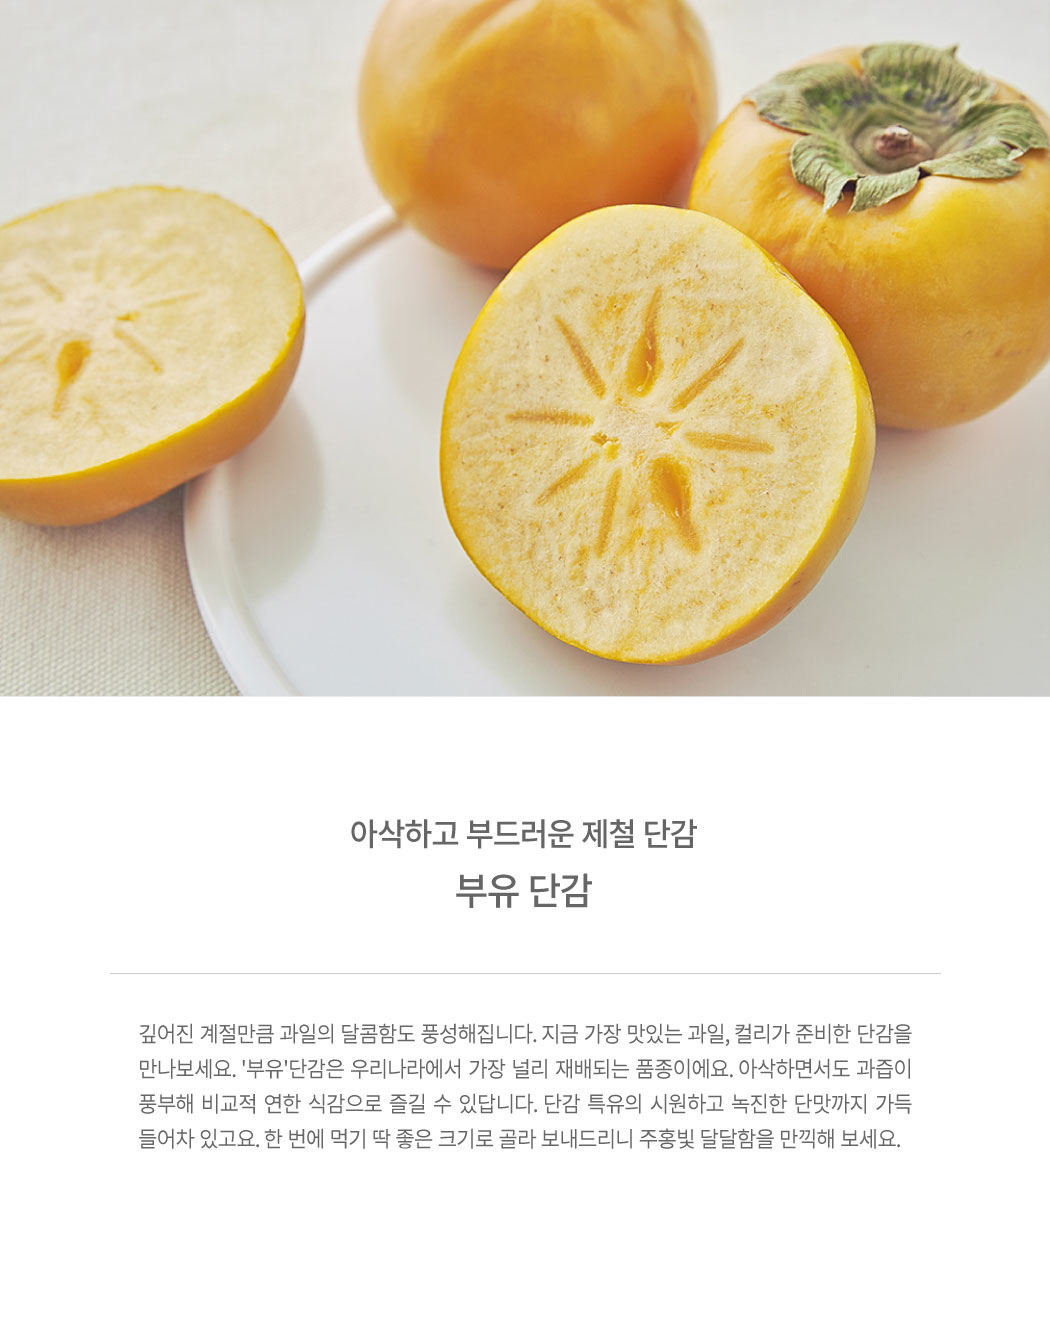 아삭하고 부드러운 제철 단감
부유 단감
깊어진 계절만큼 과일의 달콤함도 풍성해집니다. 지금 가장 맛있는 과일, 컬리가 준비한 단감을
만나보세요. '부유'단감은 우리나라에서 가장 널리 재배되는 품종이에요. 아삭하면서도 과즙이
풍부해 비교적 연한 식감으로 즐길 수 있답니다. 단감 특유의 시원하고 녹진한 단맛까지 가득
들어차 있고요. 한 번에 먹기 딱 좋은 크기로 골라 보내드리니 주홍빛 달달함을 만끽해 보세요.